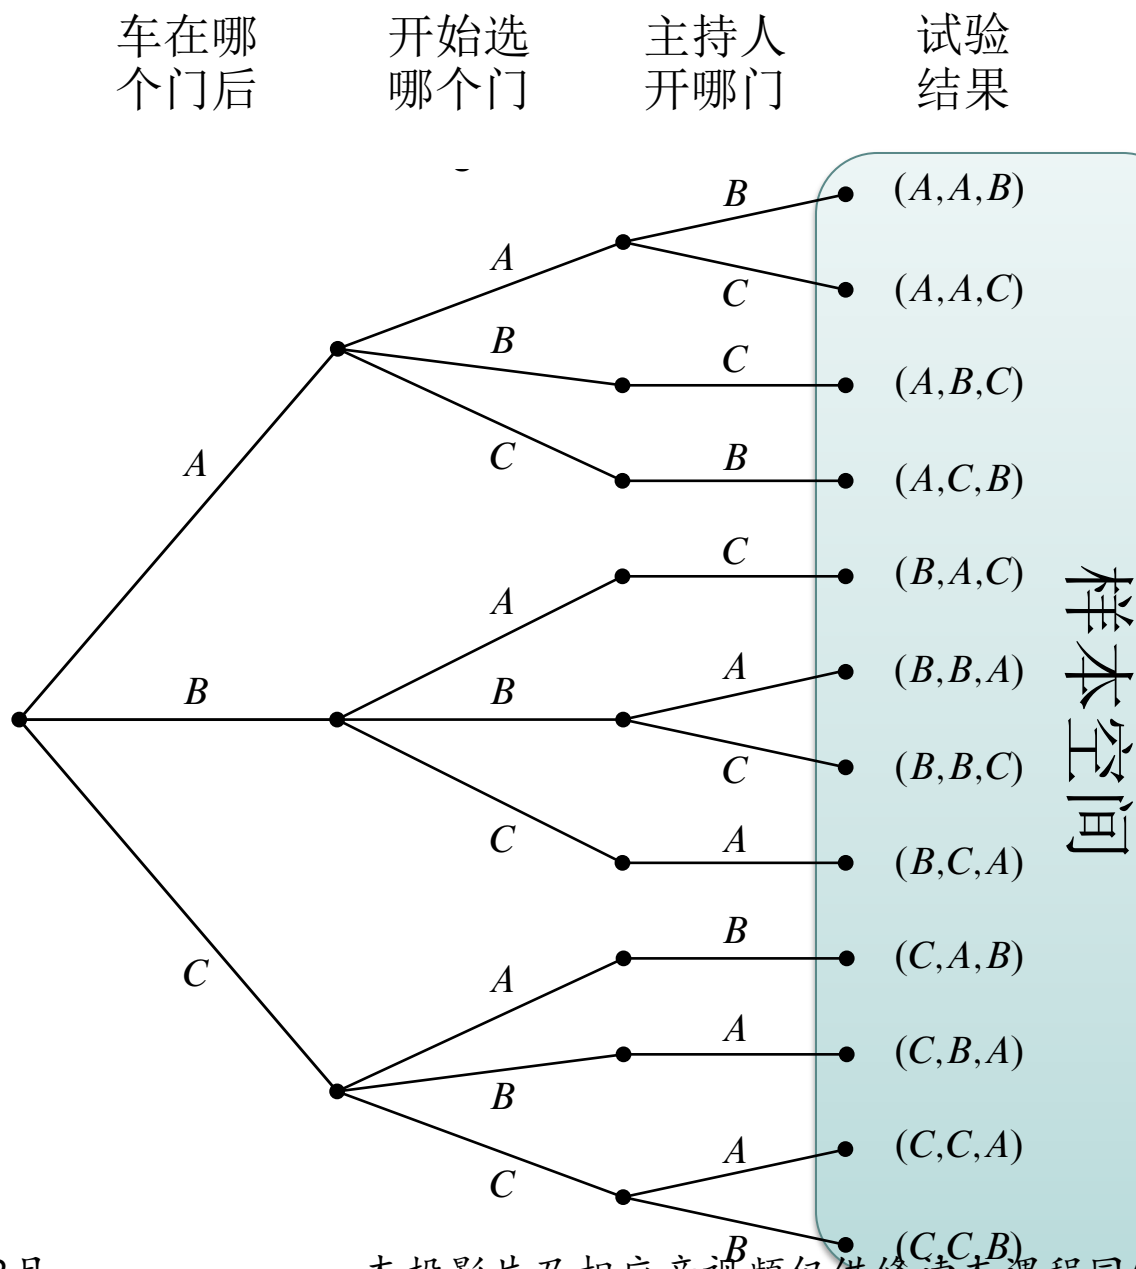 车在哪 开始选 主持人 试验
个门后 哪个门 开哪门 结果
B (A,A,B)
A
C (A,A,C)
B C (A,B,C)
A
C B (A,C,B)
C (B,A,C)
A
A (B,B,A)
B B
C (B,B,C)
C A (B,C,A)
B (C,A,B)
C A
A (C,B,A)
B
A (C,C,A)
C
B (C,C,B)
样本空间